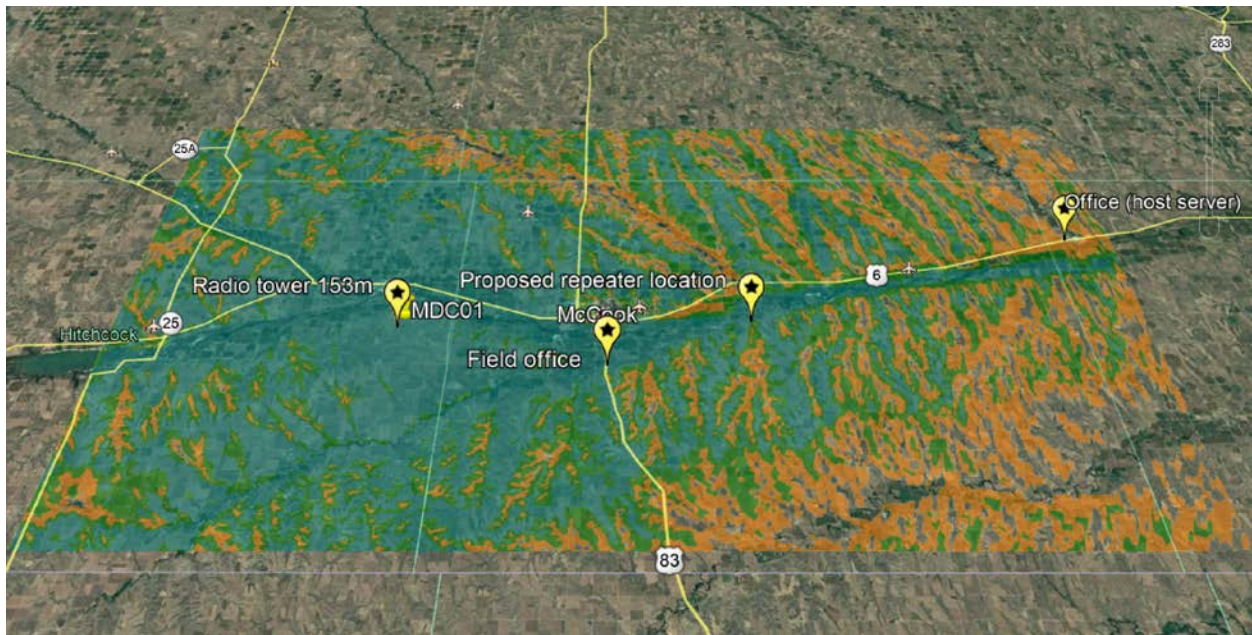 283
25A
Office (host server)
6
Proposed repeater location
Radio tower 153m
MDC01
McCook
25
Hitchcock
Field office
83